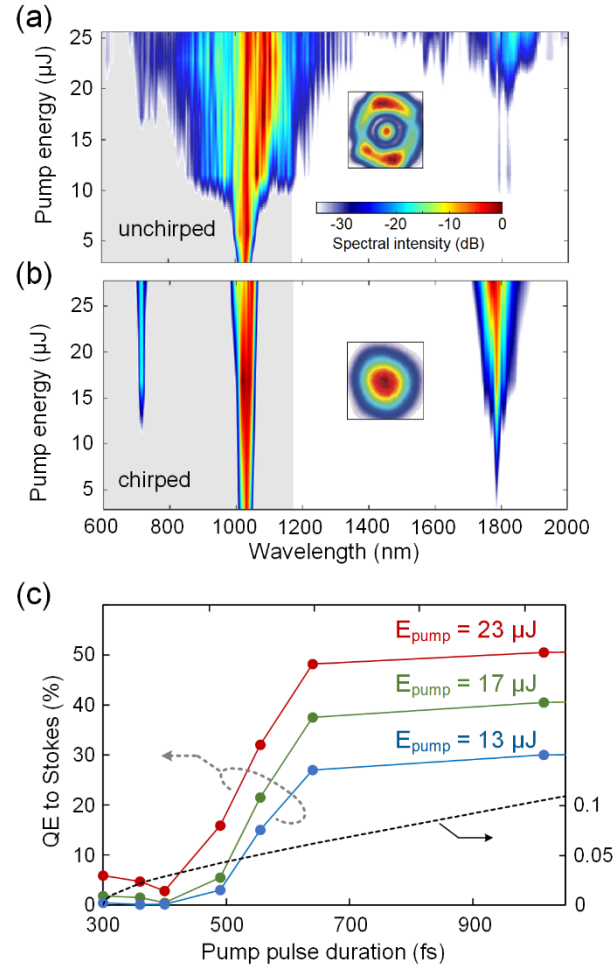 (a)
Pump energy (µJ)
25
20
15
10
5
unchirped
-30 -20 -10 0
Spectral intensity (dB)
(b)
Pump energy (µJ)
25
20
15
10
5
chirped
600 800 1000 1200 1400 1600 1800 2000
Wavelength (nm)
(c)
QE to Stokes (%)
50
40
30
20
10
0
E_pump = 23 µJ
E_pump = 17 µJ
E_pump = 13 µJ
0.1
0.05
0
300 500 700 900
Pump pulse duration (fs)